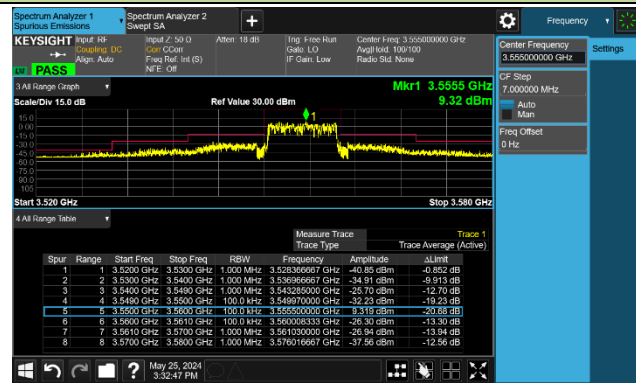 Spectrum Analyzer 1
Spurious Emissions
Spectrum Analyzer 2
Swept SA
Frequency
KEYSIGHT
Input: RF
Coupling: DC
Align: Auto
Input Z: 50 Ω
Corr CCorr
Freq Ref: Int (S)
NFE: Off
Atten: 18 dB
Trig: Free Run
Gate: LO
IF Gain: Low
Center Freq: 3.555000000 GHz
Avg|Hold: 100/100
Radio Std: None
PASS
Center Frequency
3.555000000 GHz
Settings
CF Step
7.000000 MHz
Auto
Man
Freq Offset
0 Hz
3 All Range Graph
Mkr1 3.5555 GHz
Scale/Div 15.0 dB
Ref Value 30.00 dBm
9.32 dBm
15.0
0.00
-15.0
-30.0
-45.0
-60.0
-75.0
-90.0
-105
1
Start 3.520 GHz
Stop 3.580 GHz
4 All Range Table
Measure Trace Trace 1
Trace Type Trace Average (Active)
Spur Range Start Freq Stop Freq RBW Frequency Amplitude ΔLimit
1 1 3.5200 GHz 3.5300 GHz 1.000 MHz 3.528366667 GHz -40.85 dBm -0.852 dB
2 2 3.5300 GHz 3.5400 GHz 1.000 MHz 3.536966667 GHz -34.91 dBm -9.913 dB
3 3 3.5400 GHz 3.5490 GHz 1.000 MHz 3.543285000 GHz -25.70 dBm -12.70 dB
4 4 3.5490 GHz 3.5500 GHz 100.0 kHz 3.549970000 GHz -32.23 dBm -19.23 dB
5 5 3.5500 GHz 3.5600 GHz 100.0 kHz 3.555500000 GHz 9.319 dBm -20.68 dB
6 6 3.5600 GHz 3.5610 GHz 100.0 kHz 3.560008333 GHz -26.30 dBm -13.30 dB
7 7 3.5610 GHz 3.5700 GHz 1.000 MHz 3.561030000 GHz -26.94 dBm -13.94 dB
8 8 3.5700 GHz 3.5800 GHz 1.000 MHz 3.576016667 GHz -37.56 dBm -12.56 dB
May 25, 2024
3:32:47 PM